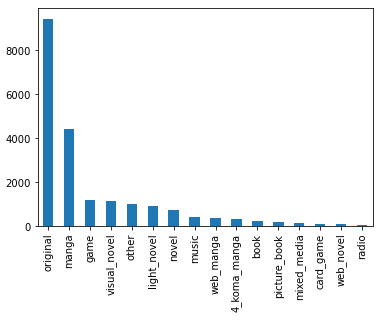 8000
6000
4000
2000
0
original
manga
game
visual_novel
other
light_novel
novel
music
web_manga
4_koma_manga
book
picture_book
mixed_media
card_game
web_novel
radio